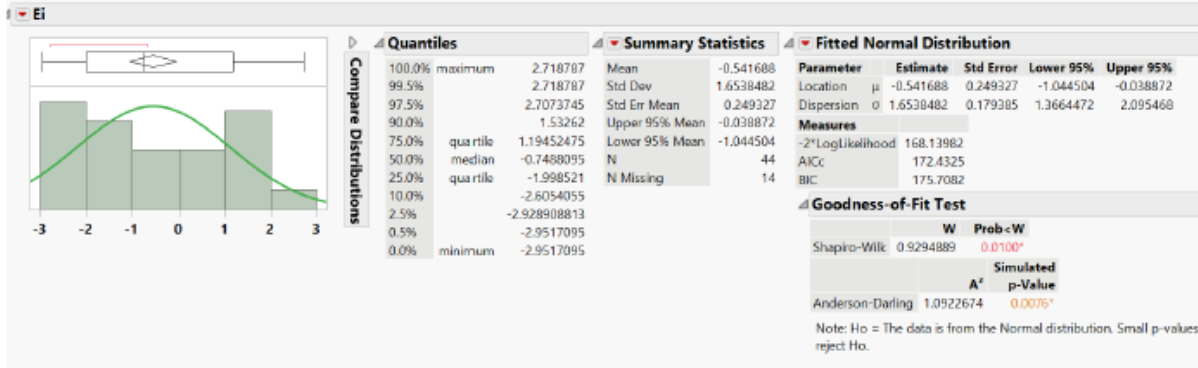 Ei
-3 -2 -1 0 1 2 3
Compare Distributions
Quantiles
100.0% maximum 2.718787
99.5% 2.718787
97.5% 2.7073745
90.0% 1.53262
75.0% quartile 1.19452475
50.0% median -0.7488095
25.0% quartile -1.998521
10.0% -2.6054055
2.5% -2.928908813
0.5% -2.9517095
0.0% minimum -2.9517095
Summary Statistics
Mean -0.541688
Std Dev 1.6538482
Std Err Mean 0.249327
Upper 95% Mean -0.038872
Lower 95% Mean -1.044504
N 44
N Missing 14
Fitted Normal Distribution
Parameter Estimate Std Error Lower 95% Upper 95%
Location μ -0.541688 0.249327 -1.044504 -0.038872
Dispersion σ 1.6538482 0.179385 1.3664472 2.095468
Measures
-2*LogLikelihood 168.13982
AICc 172.4325
BIC 175.7082
Goodness-of-Fit Test
W Prob<W
Shapiro-Wilk 0.9294889 0.0100*
Simulated
A² p-Value
Anderson-Darling 1.0922674 0.0076*
Note: Ho = The data is from the Normal distribution. Small p-values
reject Ho.